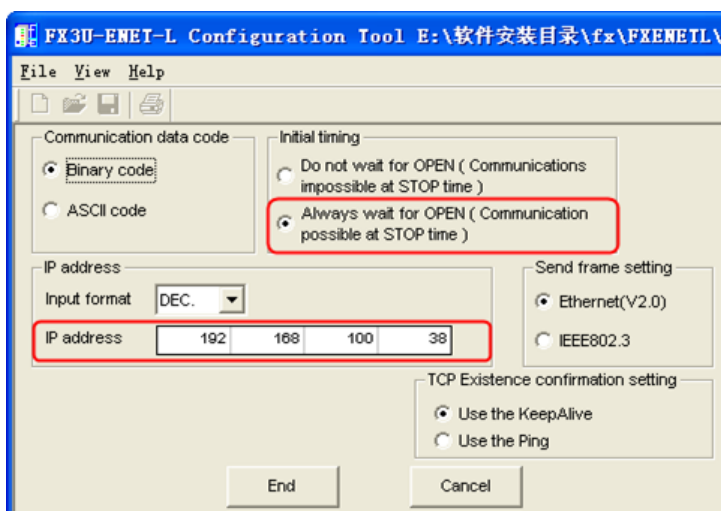 FX3U-ENET-L Configuration Tool E:\软件安装目录\fx\FXENETL\
File View Help
Communication data code
Binary code
ASCII code
Initial timing
Do not wait for OPEN ( Communications
impossible at STOP time )
Always wait for OPEN ( Communication
possible at STOP time )
IP address
Input format DEC.
IP address 192 168 100 38
Send frame setting
Ethernet(V2.0)
IEEE802.3
TCP Existence confirmation setting
Use the KeepAlive
Use the Ping
End Cancel